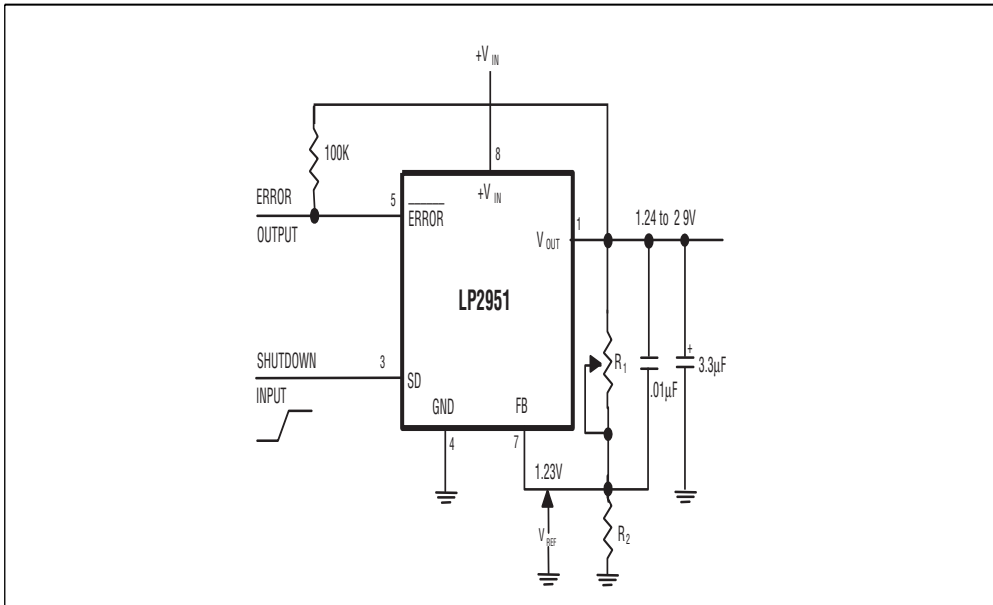 +V IN
100K
8
+V IN
ERROR
5
ERROR
OUTPUT
1
1.24 to 2 9V
V OUT
LP2951
SHUTDOWN
3
SD
R1
.01µF
+
3.3µF
INPUT
GND
FB
4
7
1.23V
V REF
R2